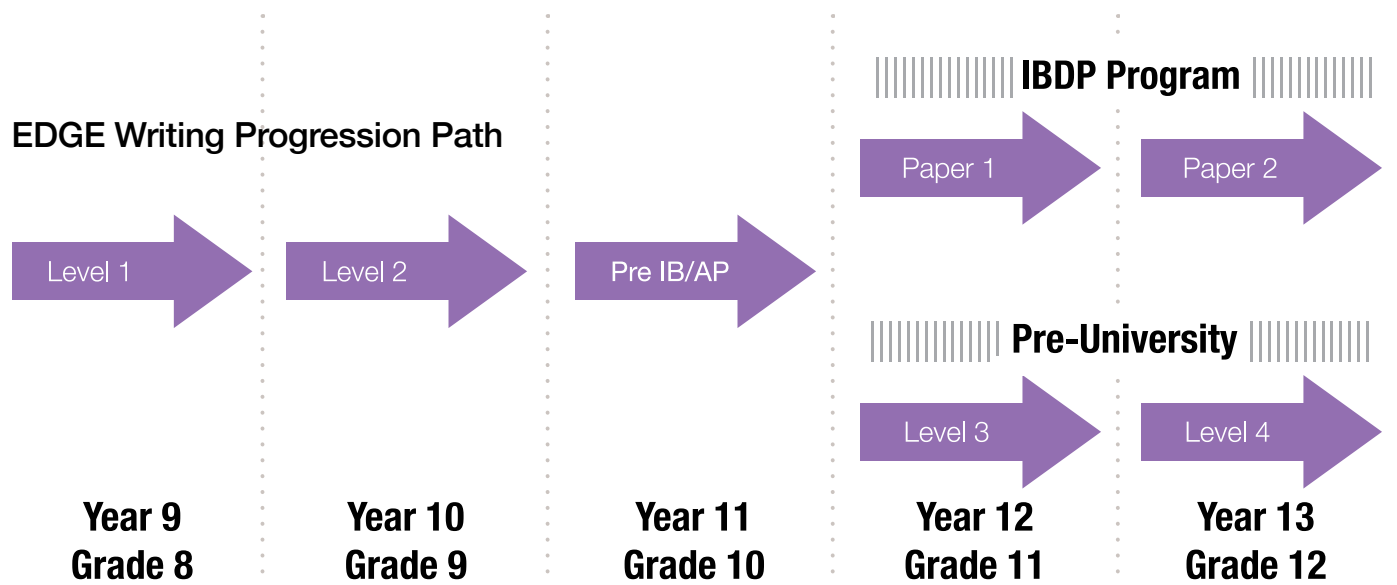 IBDP Program
EDGE Writing Progression Path
Paper 1
Paper 2
Level 1
Level 2
Pre IB/AP
Pre-University
Level 3
Level 4
Year 9
Grade 8
Year 10
Grade 9
Year 11
Grade 10
Year 12
Grade 11
Year 13
Grade 12